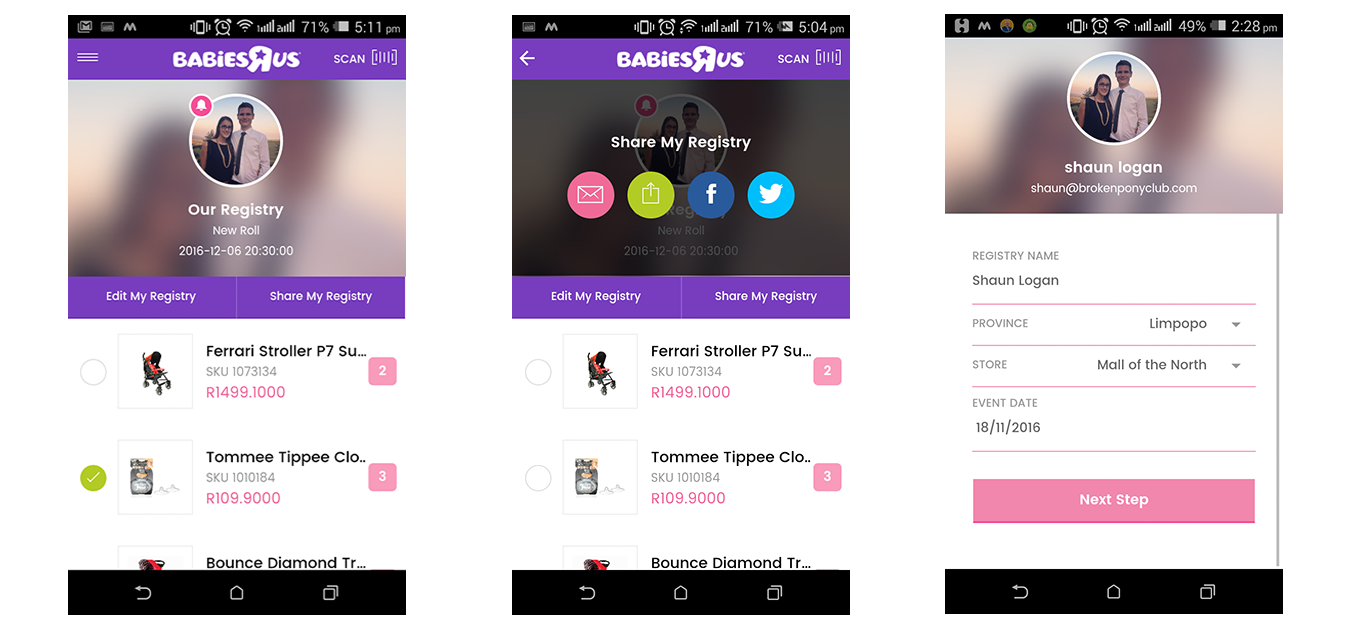 71% 5:11 pm
BABiESЯUS SCAN
Our Registry
New Roll
2016-12-06 20:30:00
Edit My Registry Share My Registry
Ferrari Stroller P7 Su...
SKU 1073134
R1499.1000
2
Tommee Tippee Clo..
SKU 1010184
R109.9000
3
Bounce Diamond Tr...
71% 5:04 pm
BABiESЯUS SCAN
Share My Registry
f
Registry
New Roll
2016-12-06 20:30:00
Edit My Registry Share My Registry
Ferrari Stroller P7 Su...
SKU 1073134
R1499.1000
2
Tommee Tippee Clo..
SKU 1010184
R109.9000
3
Bounce Diamond Tr...
49% 2:28 pm
shaun logan
shaun@brokenponyclub.com
REGISTRY NAME
Shaun Logan
PROVINCE Limpopo
STORE Mall of the North
EVENT DATE
18/11/2016
Next Step